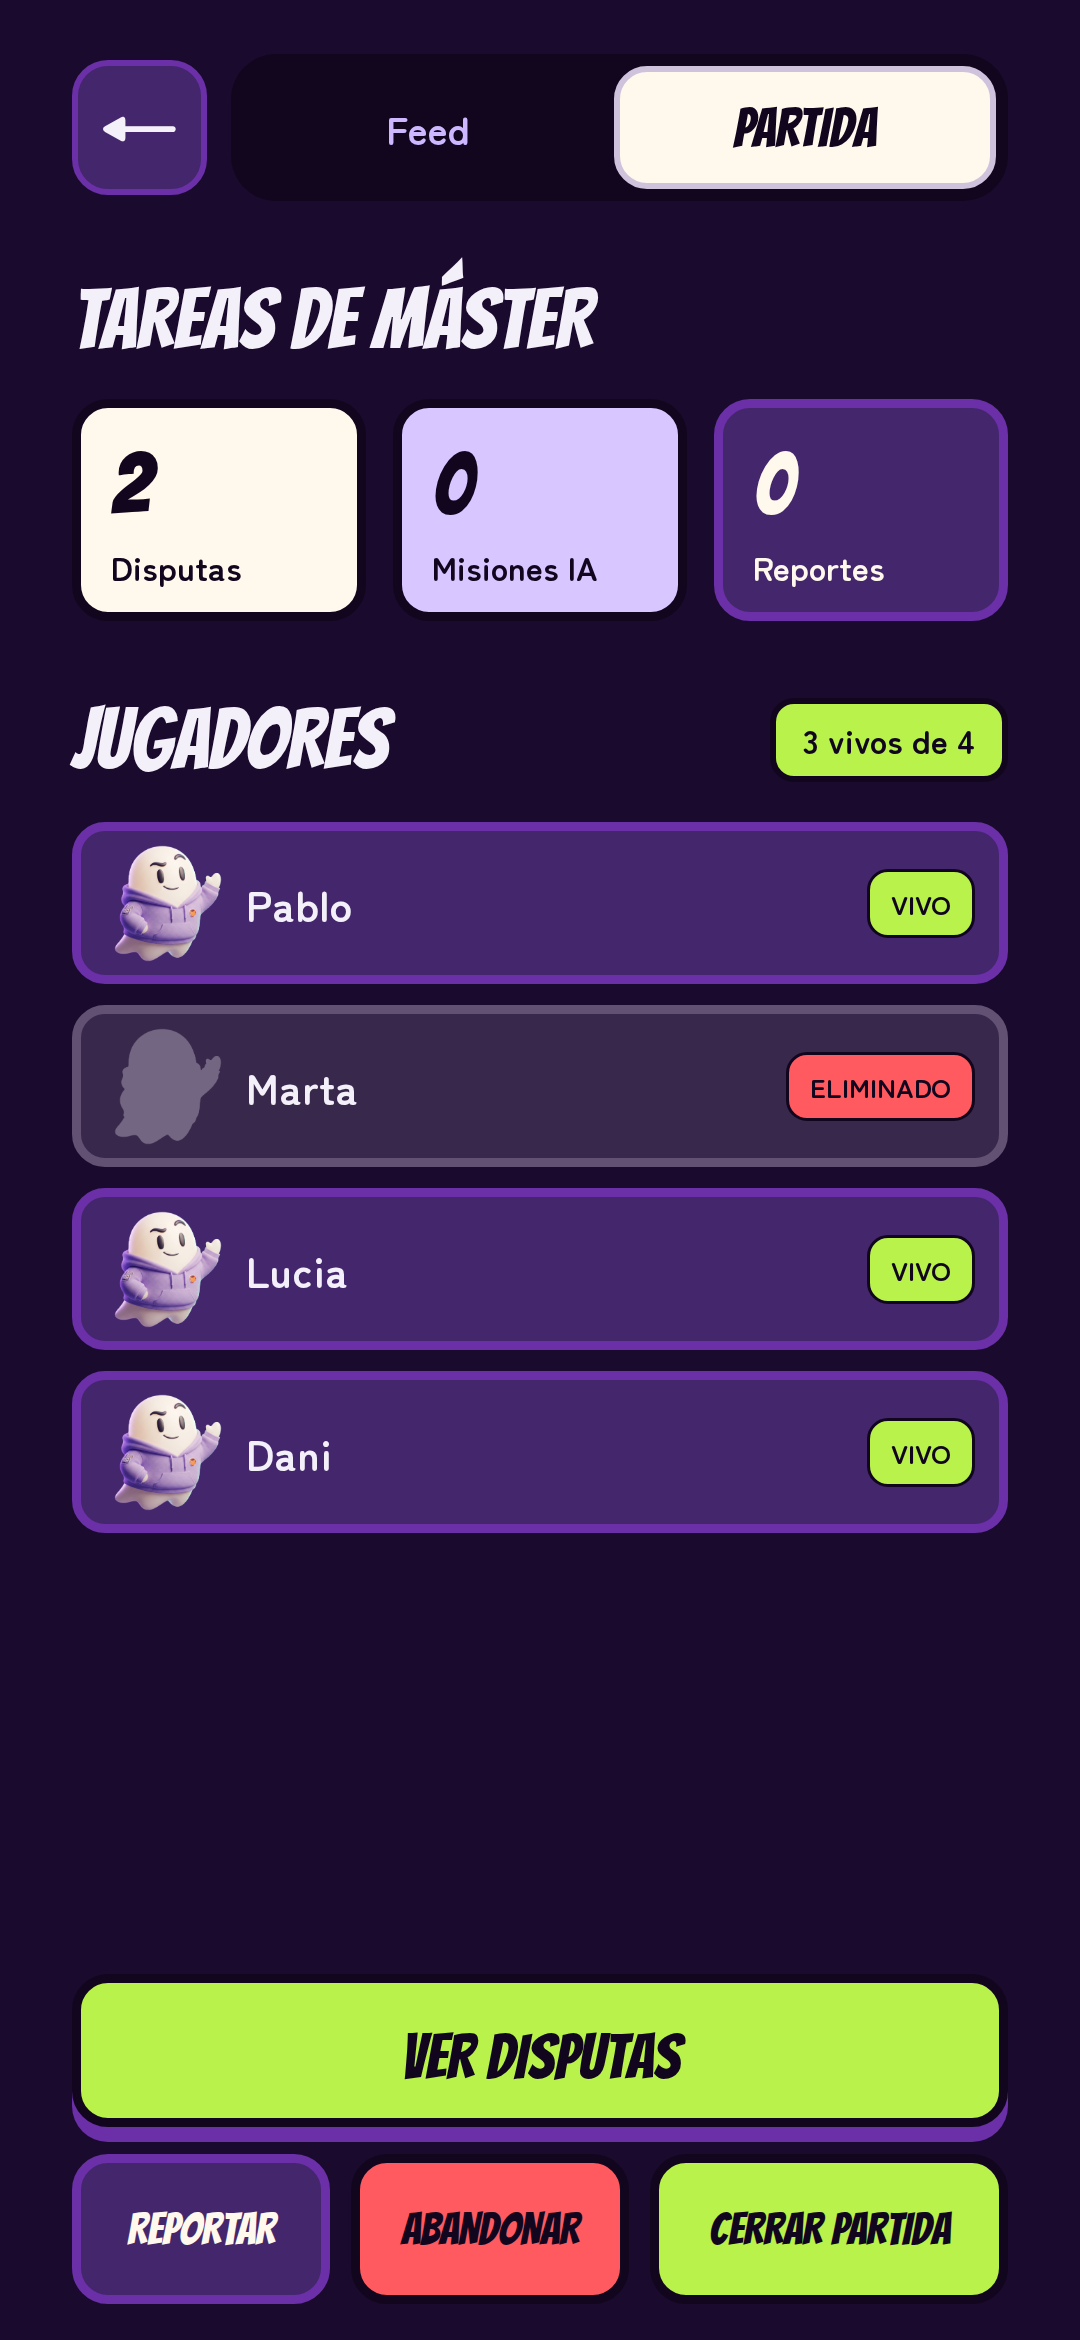 Feed
PARTIDA
TAREAS DE MÁSTER
2
Disputas
0
Misiones IA
0
Reportes
JUGADORES
3 vivos de 4
Pablo
VIVO
Marta
ELIMINADO
Lucia
VIVO
Dani
VIVO
VER DISPUTAS
REPORTAR
ABANDONAR
CERRAR PARTIDA